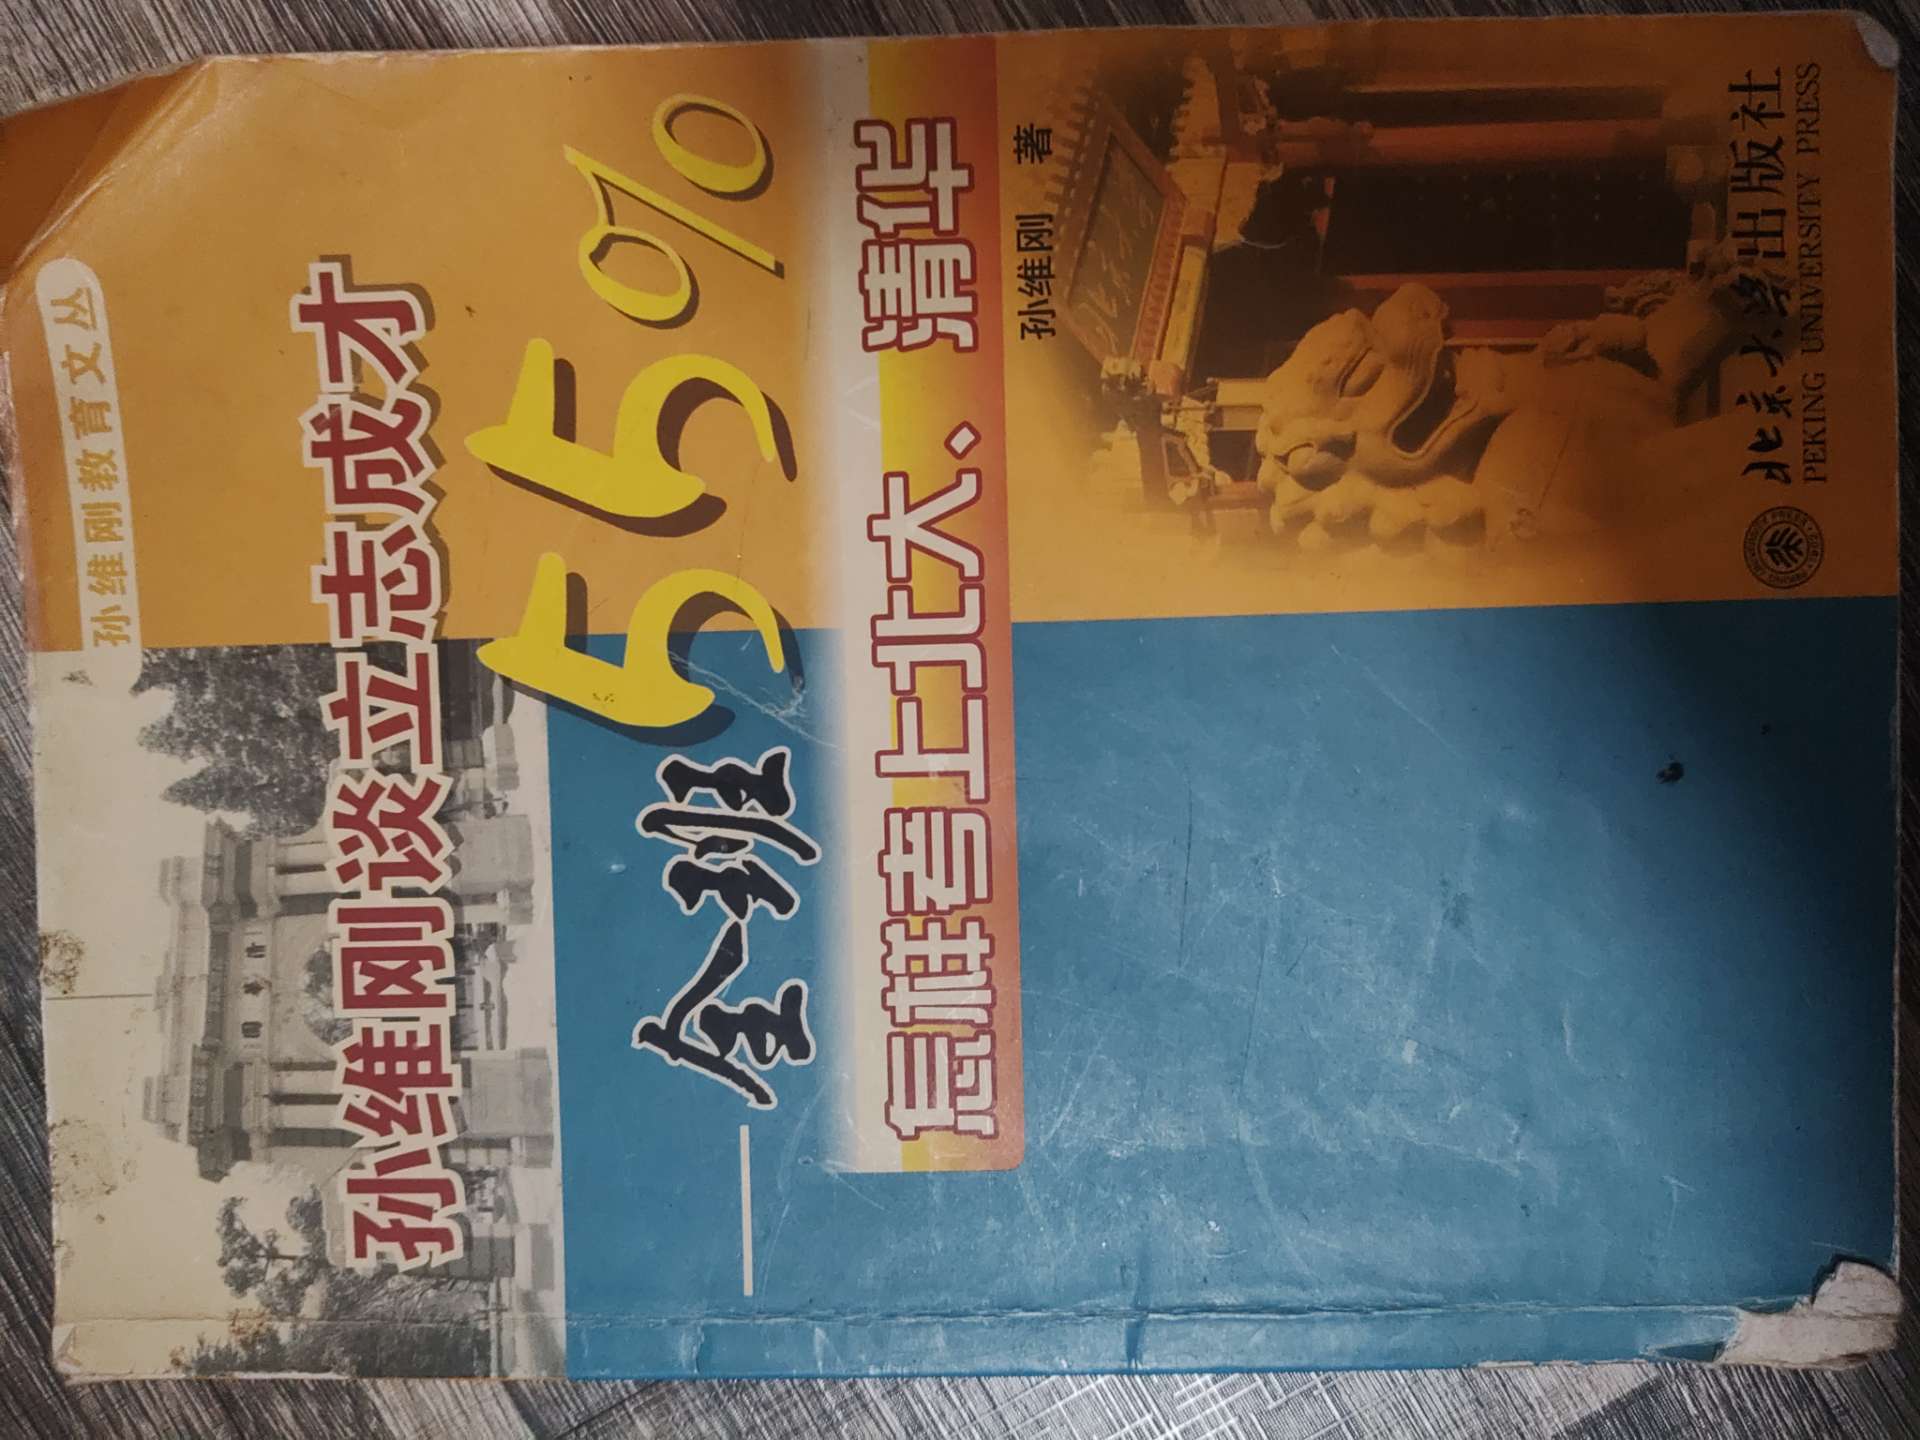 孙维刚教育文丛
孙维刚谈立志成才
——全班55%
怎样考上北大、清华
孙维刚 著
北京大学出版社
PEKING UNIVERSITY PRESS